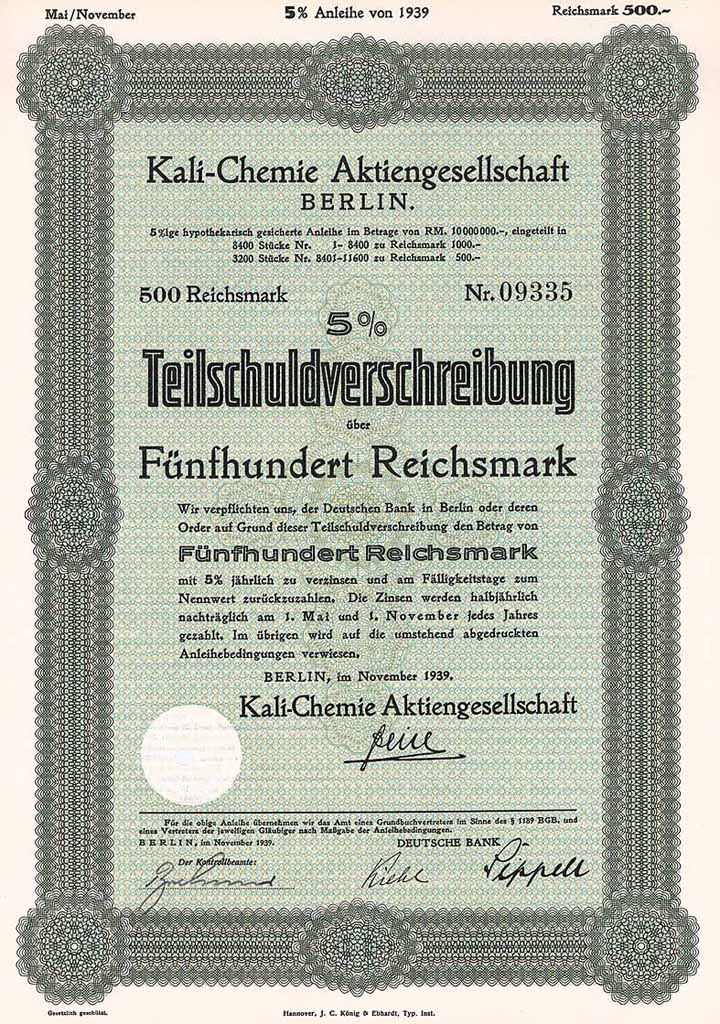 Mai/November 5% Anleihe von 1939 Reichsmark 500.-
Kali-Chemie Aktiengesellschaft
BERLIN.
5%ige hypothekarisch gesicherte Anleihe im Betrage von RM. 10000000.-, eingeteilt in
8400 Stücke Nr. 1- 8400 zu Reichsmark 1000.-
3200 Stücke Nr. 8401-11600 zu Reichsmark 500.-
500 Reichsmark Nr. 09335
5%
Teilschuldverschreibung
über
Fünfhundert Reichsmark
Wir verpflichten uns, der Deutschen Bank in Berlin oder deren
Order auf Grund dieser Teilschuldverschreibung den Betrag von
Fünfhundert Reichsmark
mit 5% jährlich zu verzinsen und am Fälligkeitstage zum
Nennwert zurückzuzahlen. Die Zinsen werden halbjährlich
nachträglich am 1. Mai und 1. November jedes Jahres
gezahlt. Im übrigen wird auf die umstehend abgedruckten
Anleihebedingungen verwiesen.
BERLIN, im November 1939.
Kali-Chemie Aktiengesellschaft
Für die obige Anleihe übernehmen wir das Amt eines Grundbuchvertreters im Sinne des § 1189 BGB. und
eines Vertreters der jeweiligen Gläubiger nach Maßgabe der Anleihebedingungen.
BERLIN, im November 1939. DEUTSCHE BANK
Der Kontrollbeamte:
Kiehl Sippell
Gesetzlich geschützt. Hannover, J. C. König & Ebhardt, Typ. Inst.